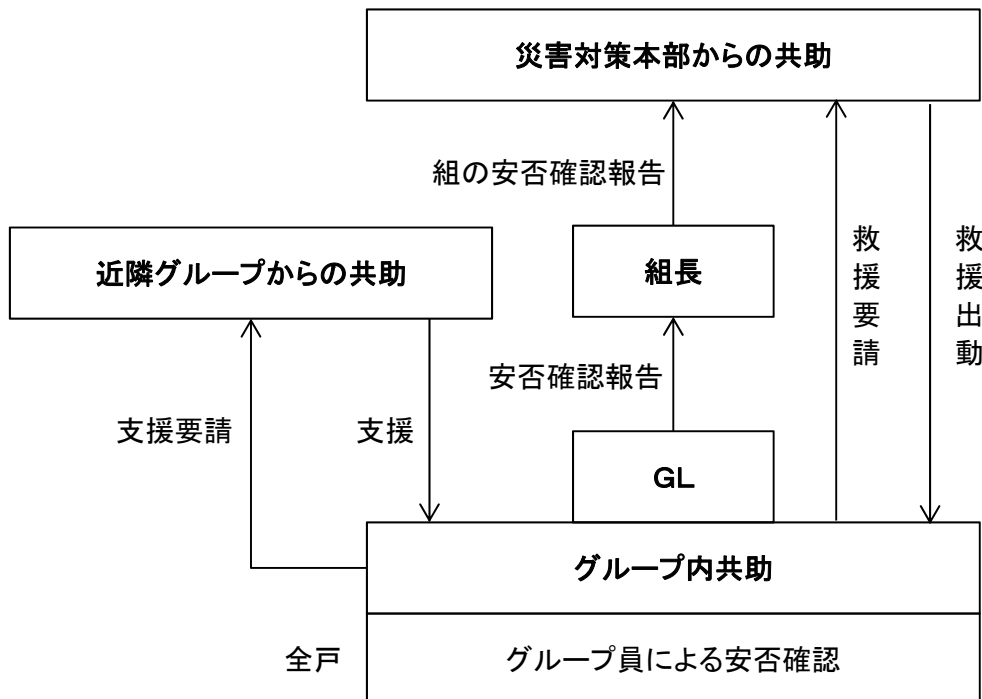 災害対策本部からの共助
組の安否確認報告
近隣グループからの共助
組長
救援要請
救援出動
安否確認報告
支援要請
支援
GL
グループ内共助
全戸
グループ員による安否確認